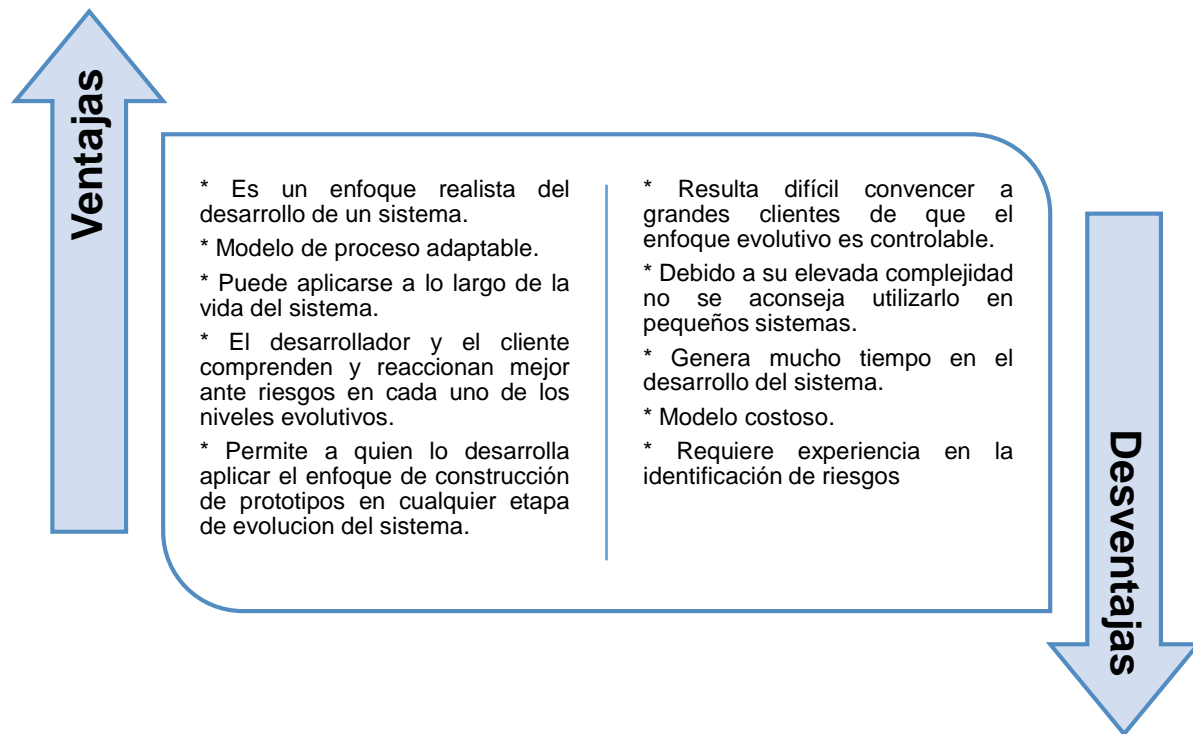 Ventajas
* Es un enfoque realista del
desarrollo de un sistema.
* Modelo de proceso adaptable.
* Puede aplicarse a lo largo de la
vida del sistema.
* El desarrollador y el cliente
comprenden y reaccionan mejor
ante riesgos en cada uno de los
niveles evolutivos.
* Permite a quien lo desarrolla
aplicar el enfoque de construcción
de prototipos en cualquier etapa
de evolucion del sistema.
* Resulta difícil convencer a
grandes clientes de que el
enfoque evolutivo es controlable.
* Debido a su elevada complejidad
no se aconseja utilizarlo en
pequeños sistemas.
* Genera mucho tiempo en el
desarrollo del sistema.
* Modelo costoso.
* Requiere experiencia en la
identificación de riesgos
Desventajas